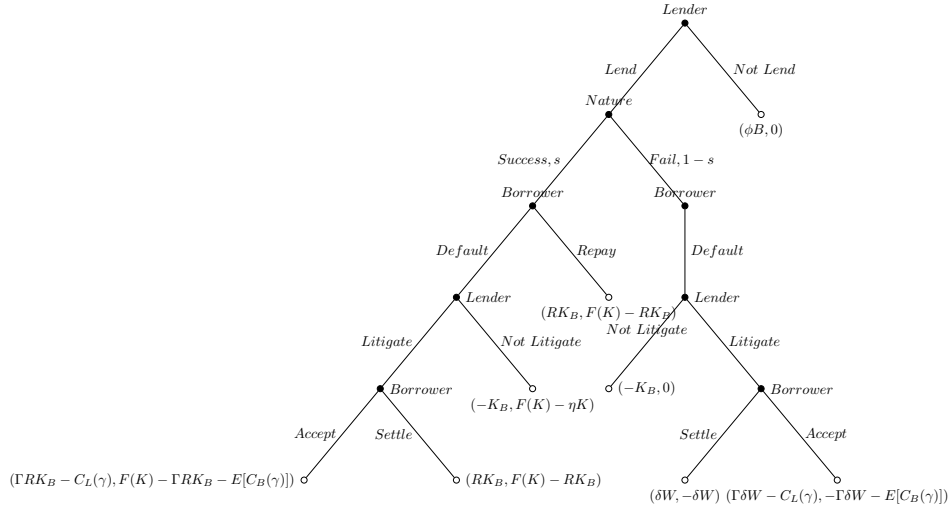 Lender
Lend
Not Lend
Nature
(ϕB, 0)
Success, s
Fail, 1 − s
Borrower
Borrower
Default
Repay
Default
Lender
(RK_B, F(K) − RK_B)
Lender
Not Litigate
Litigate
Not Litigate
Litigate
Borrower
(−K_B, F(K) − ηK)
(−K_B, 0)
Borrower
Accept
Settle
Settle
Accept
(ΓRK_B − C_L(γ), F(K) − ΓRK_B − E[C_B(γ)])
(RK_B, F(K) − RK_B)
(δW, −δW)
(ΓδW − C_L(γ), −ΓδW − E[C_B(γ)])